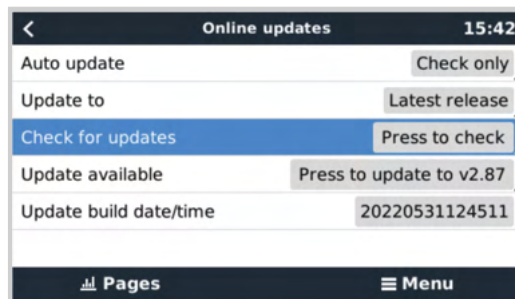 Online updates 15:42
Auto update Check only
Update to Latest release
Check for updates Press to check
Update available Press to update to v2.87
Update build date/time 20220531124511
Pages Menu